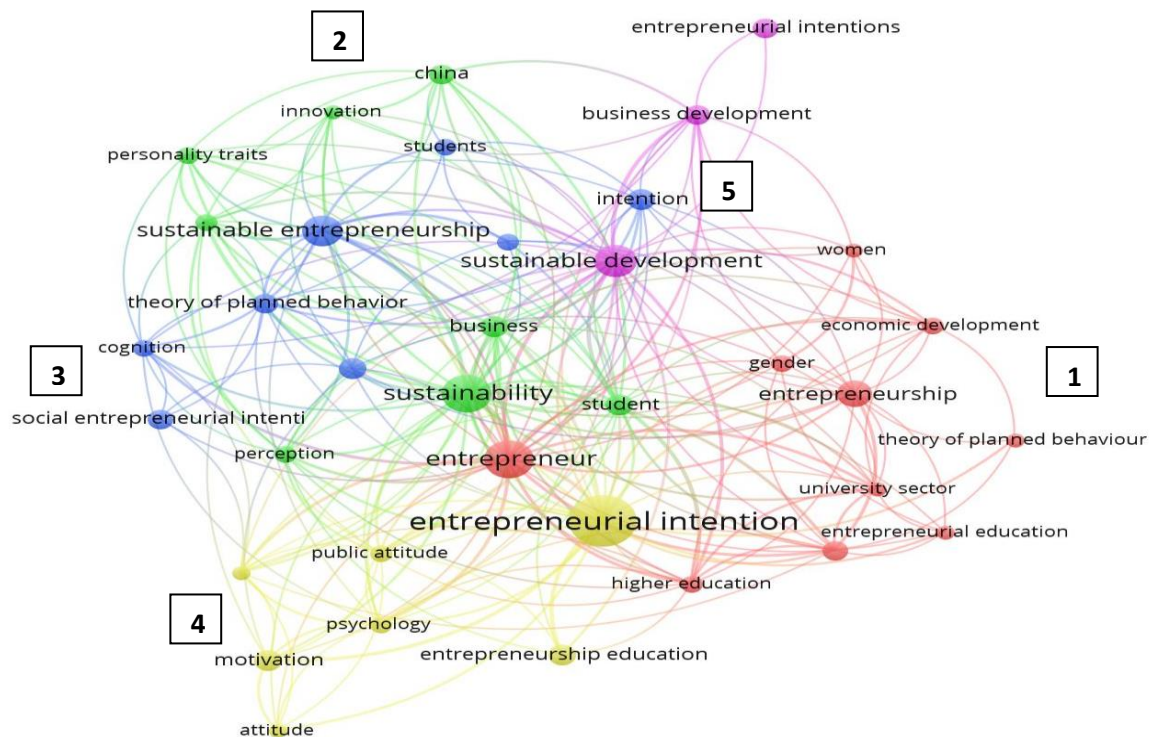 entrepreneurial intentions
2
china
innovation
business development
students
personality traits
5
intention
sustainable entrepreneurship
women
sustainable development
theory of planned behavior
business
economic development
cognition
gender
3
1
sustainability
entrepreneurship
student
social entrepreneurial intenti
theory of planned behaviour
perception
entrepreneur
university sector
entrepreneurial intention
entrepreneurial education
public attitude
higher education
4
psychology
motivation
entrepreneurship education
attitude